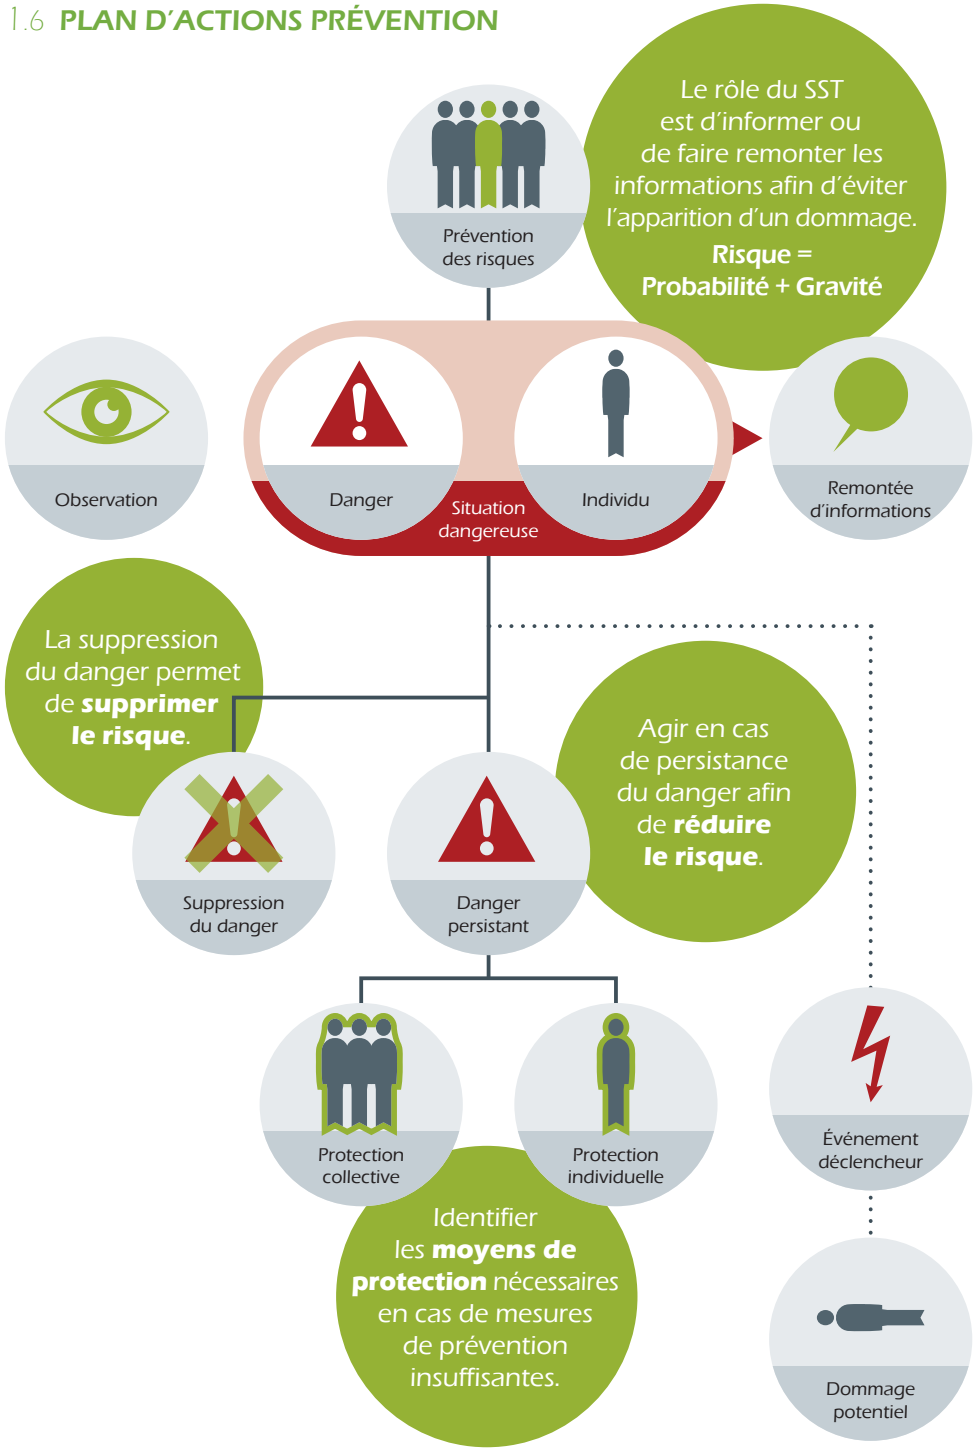 1.6 PLAN D'ACTIONS PRÉVENTION
Le rôle du SST
est d'informer ou
de faire remonter les
informations afin d'éviter
l'apparition d'un dommage.
Risque =
Probabilité + Gravité
Prévention
des risques
Observation
Danger
Situation
dangereuse
Individu
Remontée
d'informations
La suppression
du danger permet
de supprimer
le risque.
Agir en cas
de persistance
du danger afin
de réduire
le risque.
Suppression
du danger
Danger
persistant
Protection
collective
Protection
individuelle
Événement
déclencheur
Identifier
les moyens de
protection nécessaires
en cas de mesures
de prévention
insuffisantes.
Dommage
potentiel